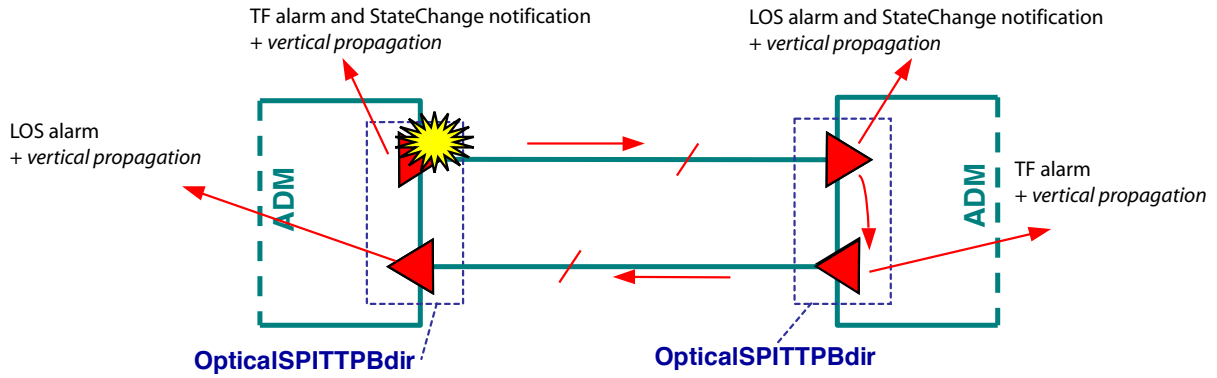 TF alarm and StateChange notification
+ vertical propagation
LOS alarm and StateChange notification
+ vertical propagation
LOS alarm
+ vertical propagation
ADM
ADM
TF alarm
+ vertical propagation
OpticalSPITTPBdir
OpticalSPITTPBdir